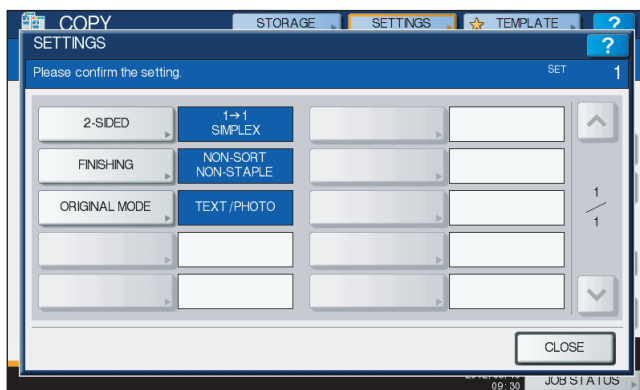 COPY
STORAGE
SETTINGS
TEMPLATE
?
SETTINGS
?
Please confirm the setting.
SET
1
2-SIDED
1→1
SIMPLEX
FINISHING
NON-SORT
NON-STAPLE
ORIGINAL MODE
TEXT/PHOTO
1
1
CLOSE
09:30
JOB STATUS